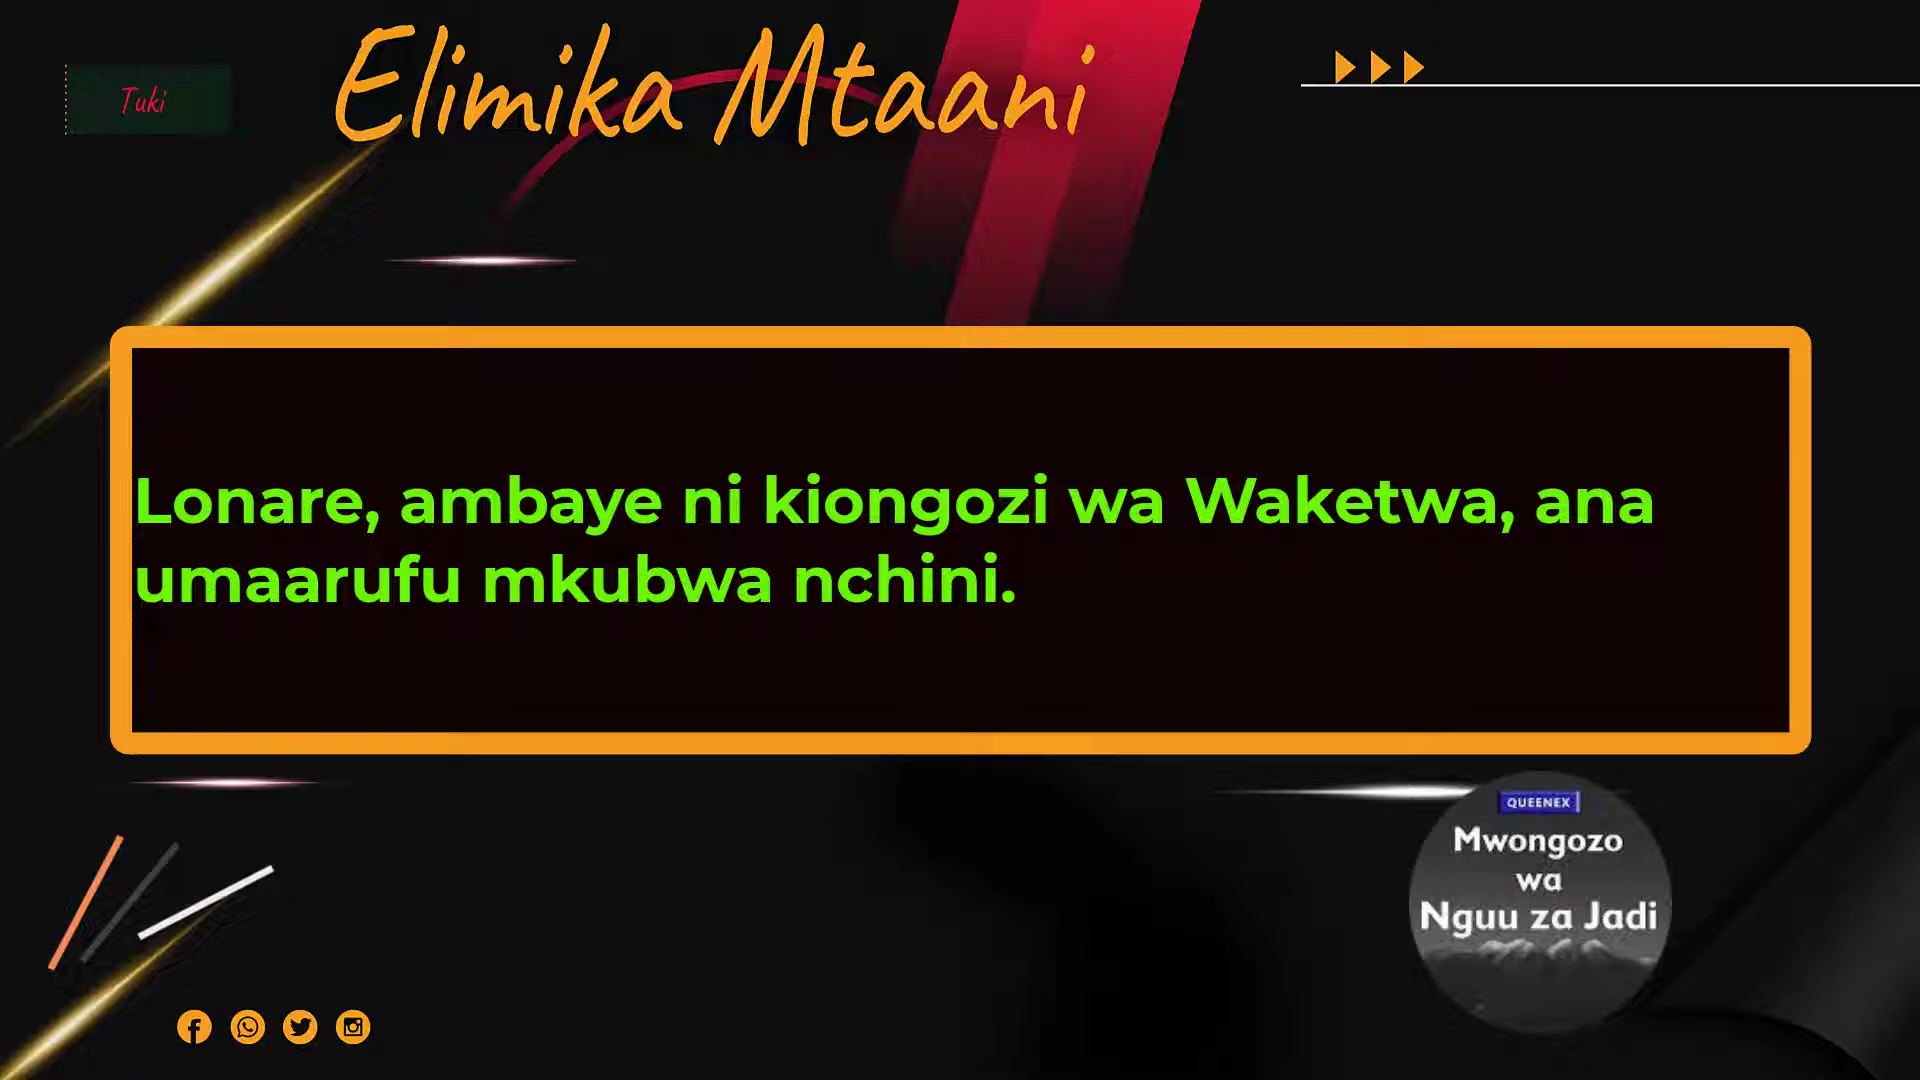 Elimika Mtaani
Tuki
Lonare, ambaye ni kiongozi wa Waketwa, ana
umaarufu mkubwa nchini.
QUEENEX
Mwongozo
wa
Nguu za Jadi